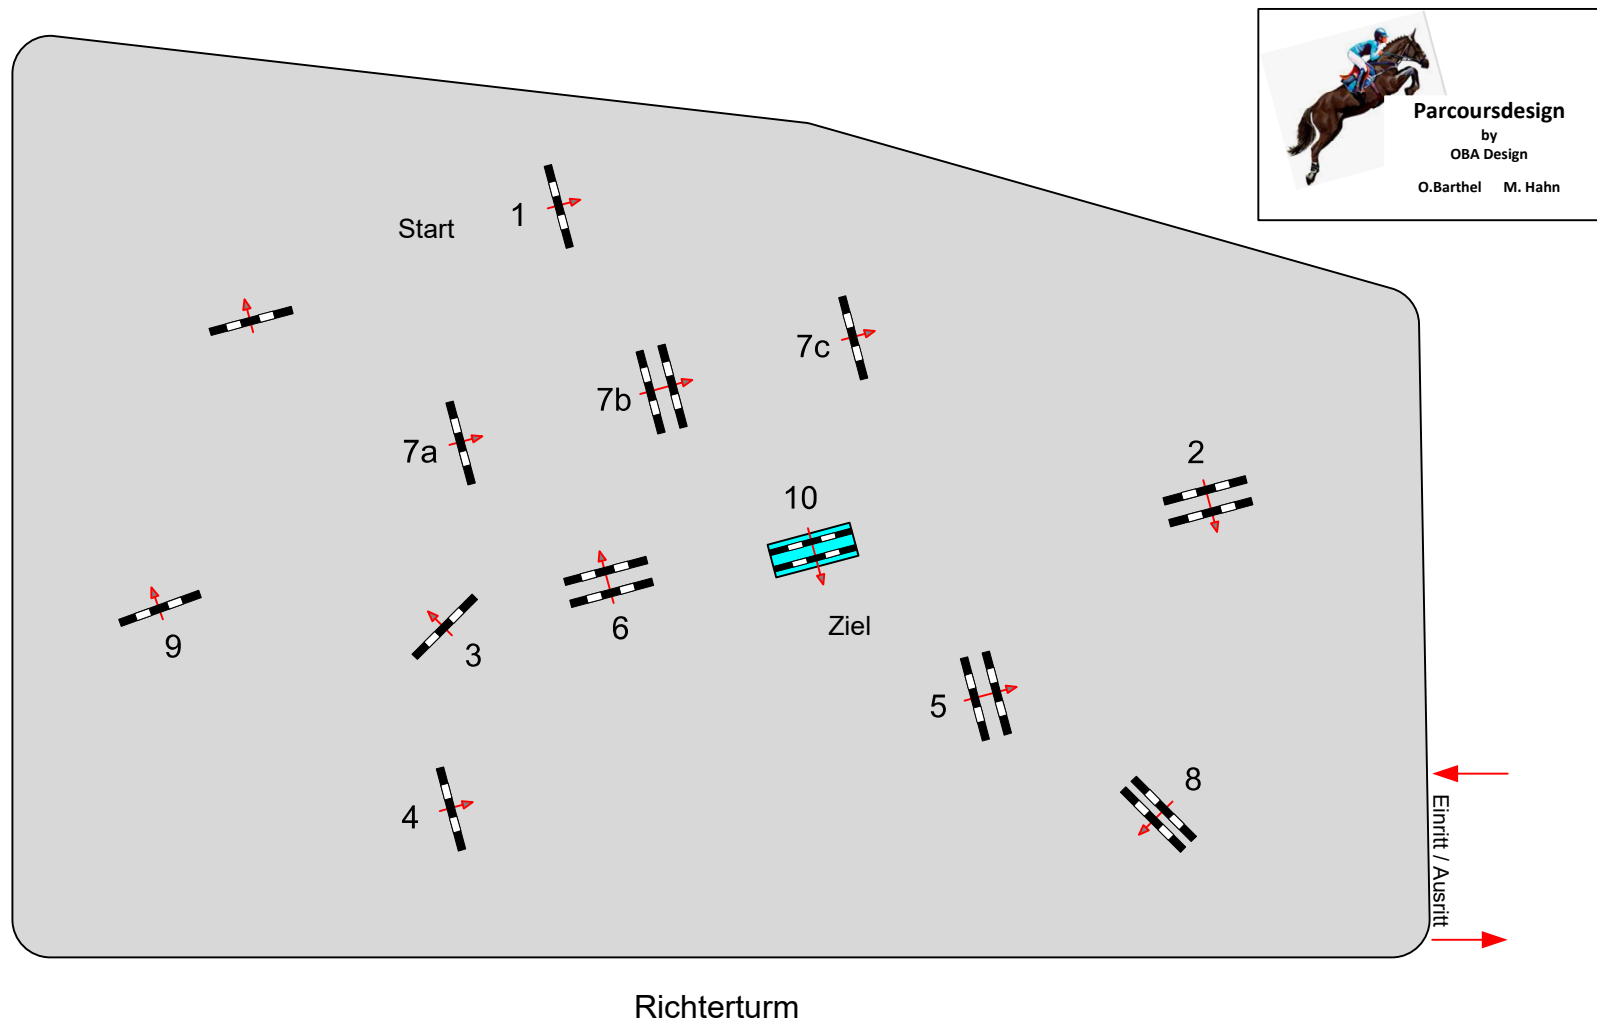 Parcoursdesign
by
OBA Design
O.Barthel M. Hahn
1
Start
7c
7b
7a
2
10
6
Ziel
9
3
5
8
4
Einritt / Ausritt
Richterturm